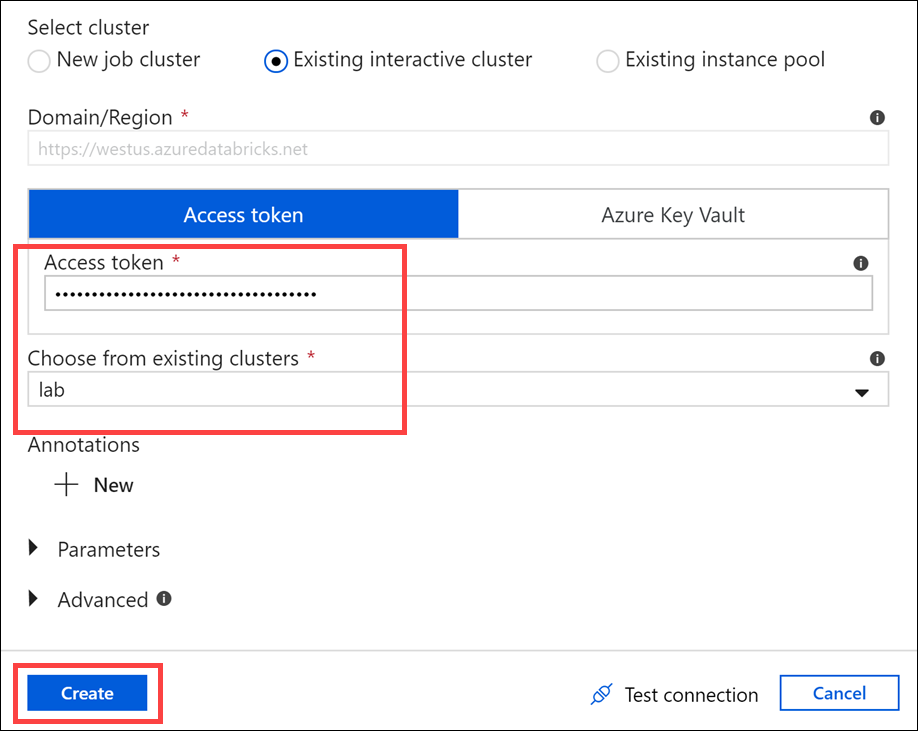 Select cluster
New job cluster Existing interactive cluster Existing instance pool
Domain/Region *
https://westus.azuredatabricks.net
Access token Azure Key Vault
Access token *
••••••••••••••••••••••••••••••••••••
Choose from existing clusters *
lab
Annotations
New
Parameters
Advanced
Create Test connection Cancel